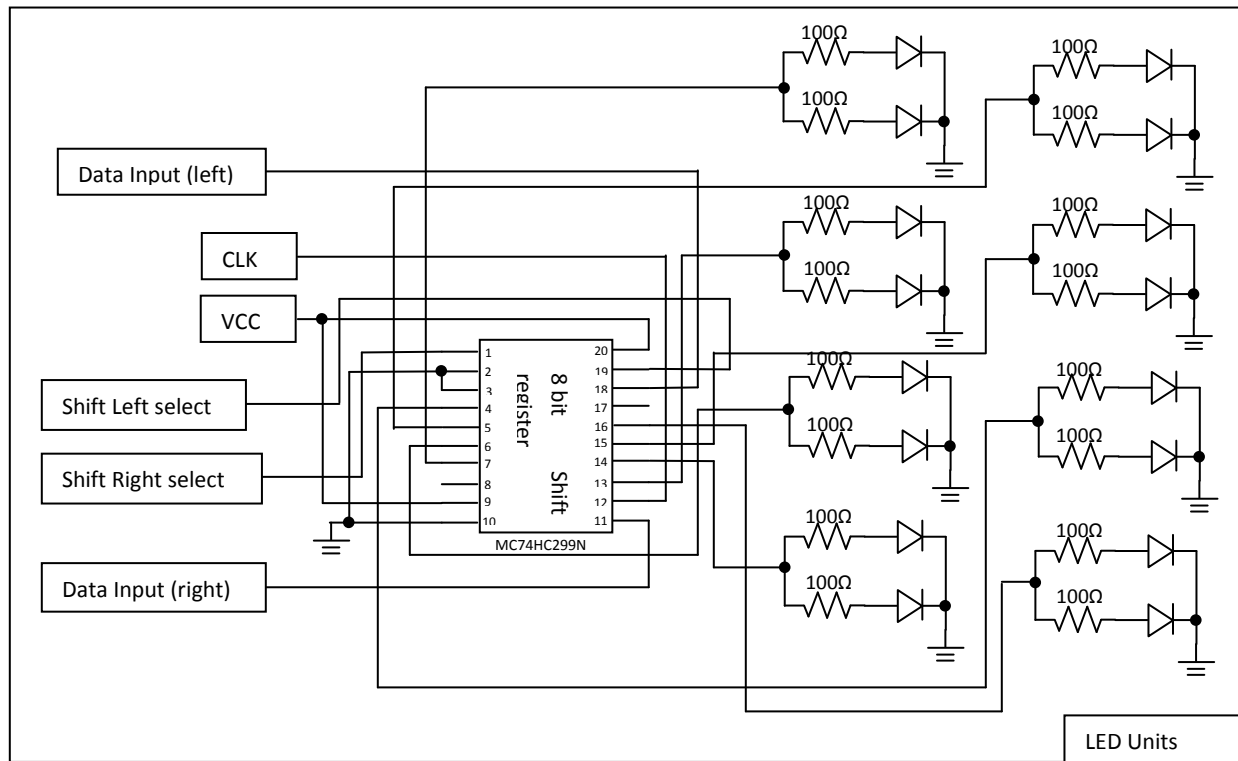 100Ω
100Ω
100Ω
100Ω
Data Input (left)
100Ω
100Ω
CLK
100Ω
100Ω
VCC
1
2
3
4
5
6
7
8
9
10
8 bit
Shift
register
20
19
18
17
16
15
14
13
12
11
MC74HC299N
Shift Left select
100Ω
100Ω
100Ω
100Ω
Shift Right select
100Ω
100Ω
Data Input (right)
100Ω
100Ω
LED Units